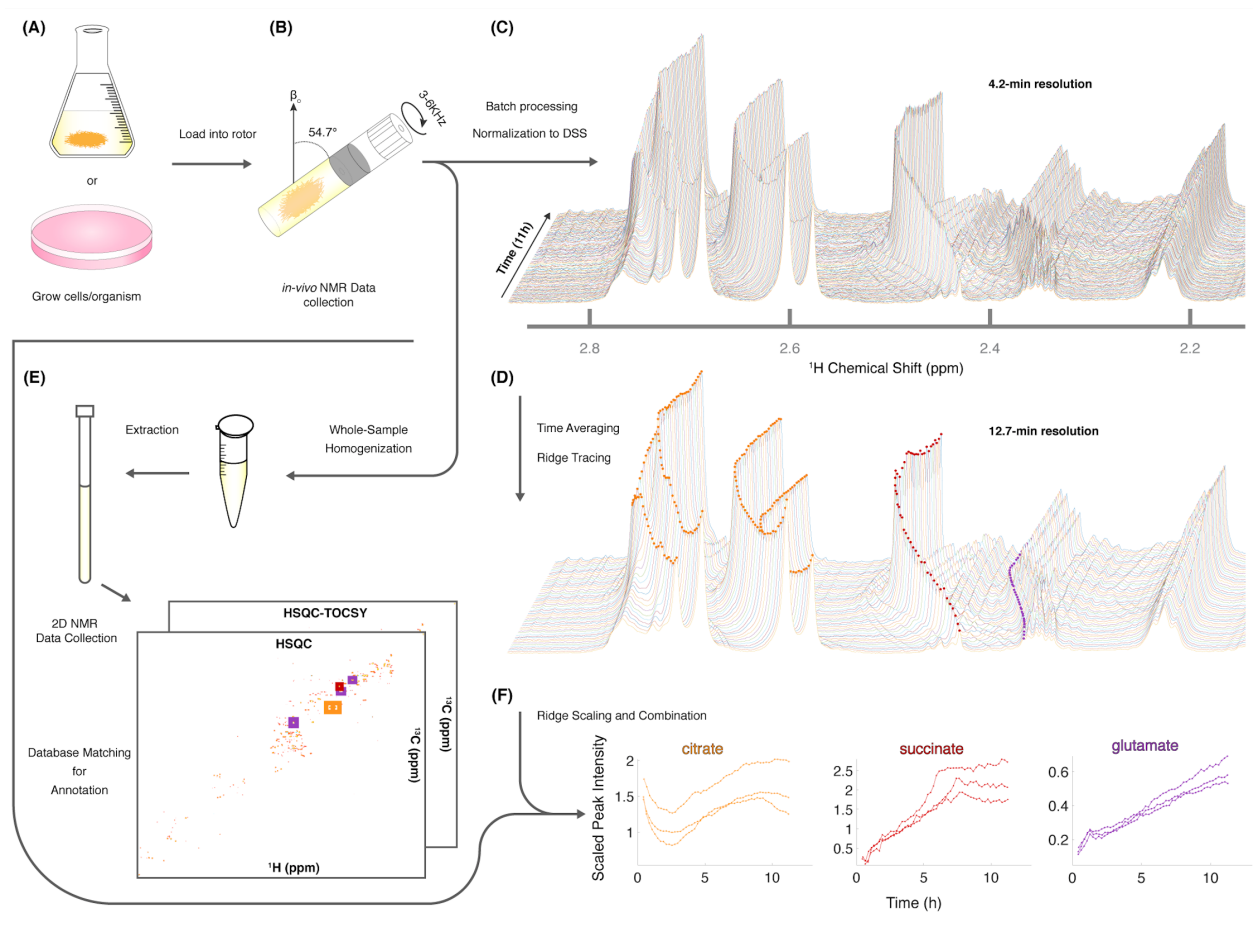 (A)
or
Grow cells/organism
Load into rotor
(B)
β○
54.7°
3-6KHz
in-vivo NMR Data
collection
Batch processing
Normalization to DSS
(C)
4.2-min resolution
Time (11h)
2.8
2.6
2.4
2.2
¹H Chemical Shift (ppm)
(D)
Time Averaging
Ridge Tracing
12.7-min resolution
(E)
Extraction
Whole-Sample
Homogenization
2D NMR
Data Collection
HSQC-TOCSY
HSQC
¹³C (ppm)
¹³C (ppm)
¹H (ppm)
Database Matching
for
Annotation
(F)
Ridge Scaling and Combination
Scaled Peak Intensity
citrate
2
1.5
1
0
5
10
succinate
2.5
2
1.5
1
0.5
0
5
10
glutamate
0.6
0.4
0.2
0
5
10
Time (h)